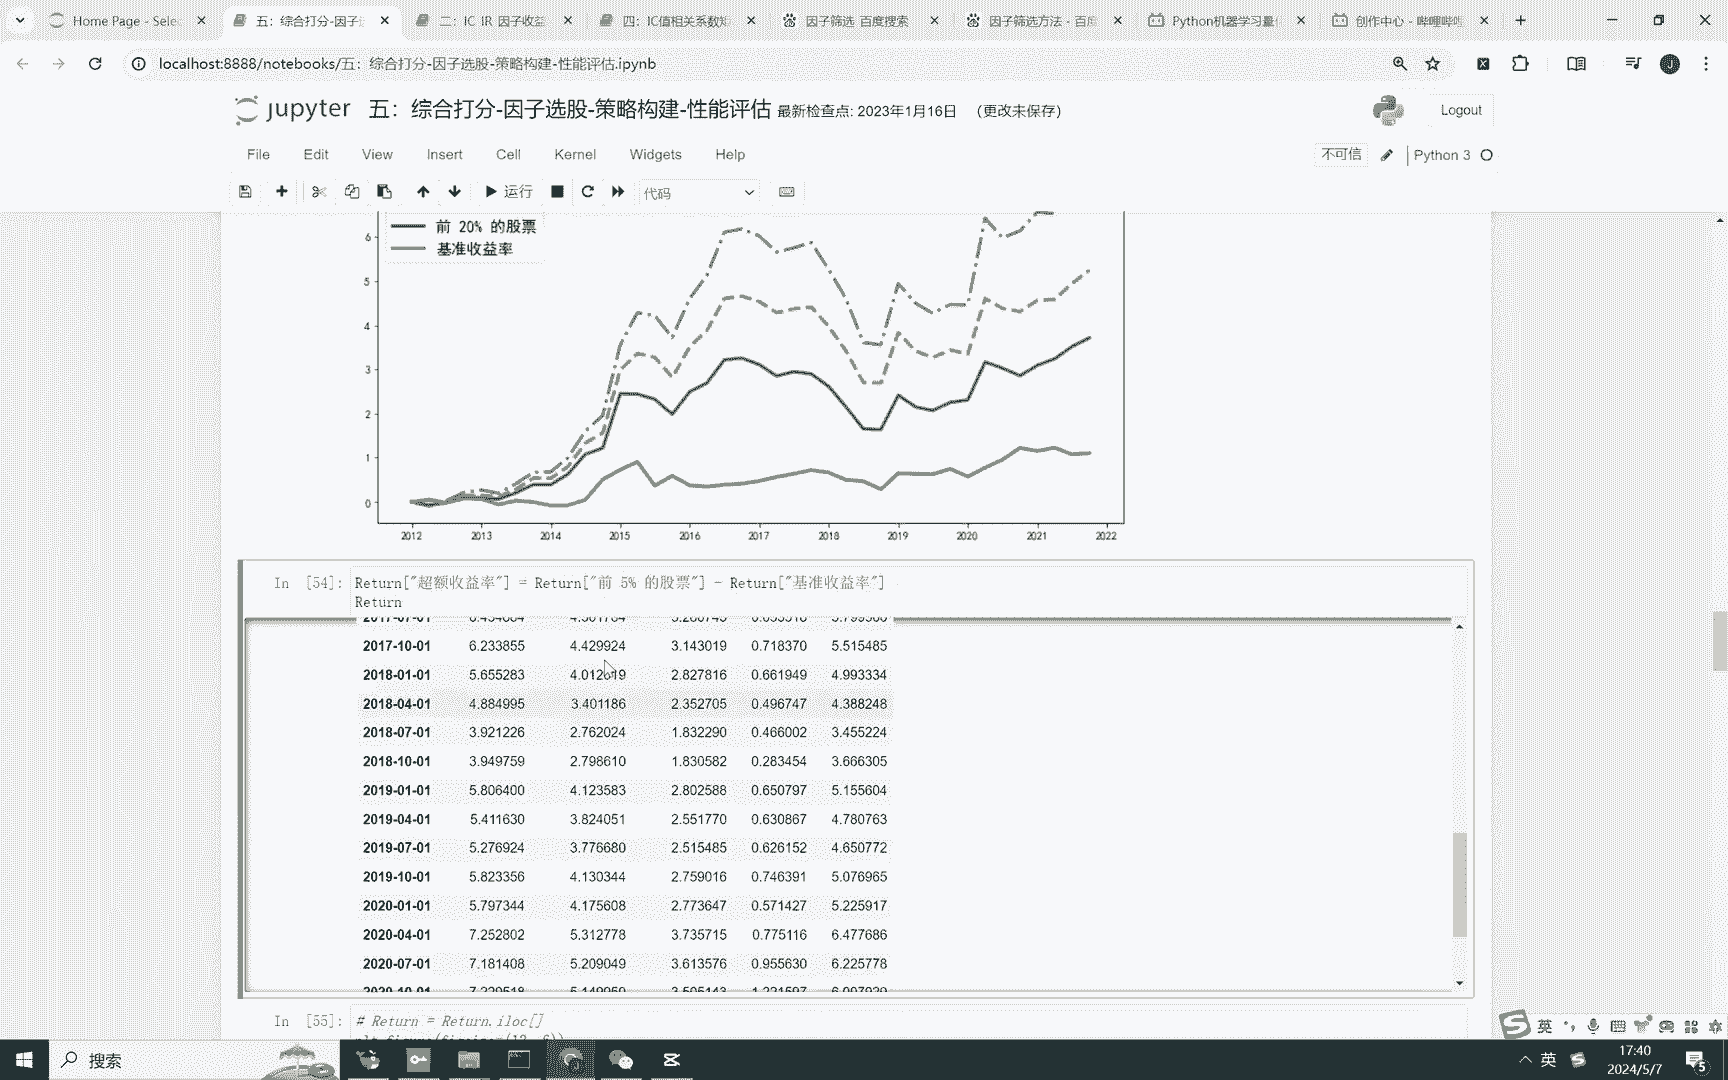 Home Page - Selec
五：综合打分-因子选
二：IC IR 因子收益
四：IC值相关系数矩
因子筛选_百度搜索
因子筛选方法 - 百度
Python机器学习量化
创作中心 - 哔哩哔哩
localhost:8888/notebooks/五：综合打分-因子选股-策略构建-性能评估.ipynb
J
jupyter 五：综合打分-因子选股-策略构建-性能评估 最后检查点: 2023年1月16日 (更改未保存)
Logout
File Edit View Insert Cell Kernel Widgets Help
不可信 Python 3
运行 代码
前 20% 的股票
基准收益率
6
5
4
3
2
1
0
2012 2013 2014 2015 2016 2017 2018 2019 2020 2021 2022
In [54]: Return["超额收益率"] = Return["前 5% 的股票"] - Return["基准收益率"]
Return
2017-10-01 6.233855 4.429924 3.143019 0.718370 5.515485
2018-01-01 5.655283 4.012619 2.827816 0.661949 4.993334
2018-04-01 4.884995 3.401186 2.352705 0.496747 4.388248
2018-07-01 3.921226 2.762024 1.832290 0.466002 3.455224
2018-10-01 3.949759 2.798610 1.830582 0.283454 3.666305
2019-01-01 5.806400 4.123583 2.802588 0.650797 5.155604
2019-04-01 5.411630 3.824051 2.551770 0.630867 4.780763
2019-07-01 5.276924 3.776680 2.515485 0.626152 4.650772
2019-10-01 5.823356 4.130344 2.759016 0.746391 5.076965
2020-01-01 5.797344 4.175608 2.773647 0.571427 5.225917
2020-04-01 7.252802 5.312778 3.735715 0.775116 6.477686
2020-07-01 7.181408 5.209049 3.613576 0.955630 6.225778
In [55]: # Return = Return.iloc[]
英
搜索
英
17:40
2024/5/7
5